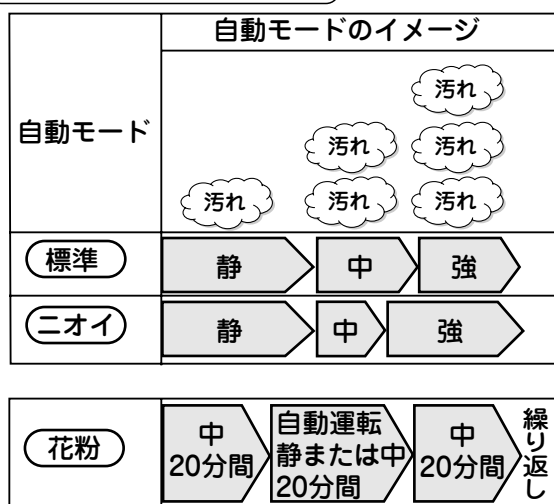 自動モードのイメージ
自動モード
汚れ
汚れ 汚れ
汚れ 汚れ 汚れ
標準 静 中 強
ニオイ 静 中 強
花粉
中
20分間
自動運転
静または中
20分間
中
20分間
繰り返し